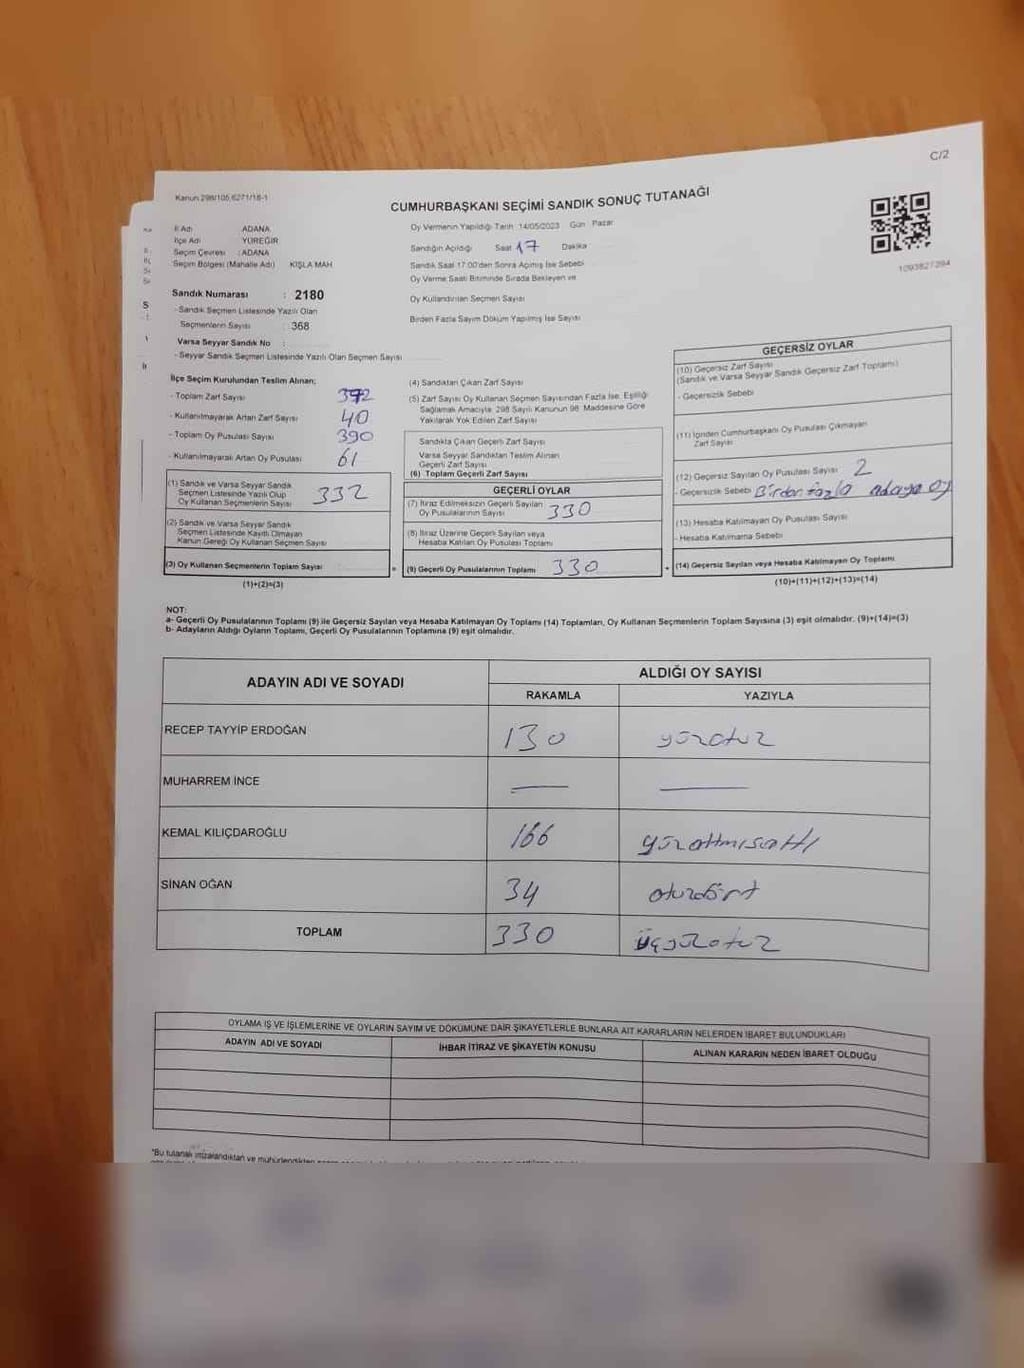 C/2
Kanun 298/105,6271/18-1
CUMHURBAŞKANI SEÇİMİ SANDIK SONUÇ TUTANAĞI
İl Adı ADANA
İlçe Adı YÜREĞİR
Seçim Çevresi : ADANA
Seçim Bölgesi (Mahalle Adı) KIŞLA MAH
Sandık Numarası : 2180
- Sandık Seçmen Listesinde Yazılı Olan
Seçmenlerin Sayısı : 368
Varsa Seyyar Sandık No :
- Seyyar Sandık Seçmen Listesinde Yazılı Olan Seçmen Sayısı
Oy Vermenin Yapıldığı Tarih 14/05/2023 Gün Pazar
Sandığın Açıldığı Saat 17 Dakika
Sandık Saat 17:00'den Sonra Açılmış İse Sebebi
Oy Verme Saati Bitiminde Sırada Bekleyen ve
Oy Kullandırılan Seçmen Sayısı
Birden Fazla Sayım Döküm Yapılmış İse Sayısı
1093827294
İlçe Seçim Kurulundan Teslim Alınan;
- Toplam Zarf Sayısı 372
- Kullanılmayarak Artan Zarf Sayısı 40
- Toplam Oy Pusulası Sayısı 390
- Kullanılmayarak Artan Oy Pusulası 61
(1) Sandık ve Varsa Seyyar Sandık
Seçmen Listesinde Yazılı Olup
Oy Kullanan Seçmenlerin Sayısı 332
(2) Sandık ve Varsa Seyyar Sandık
Seçmen Listesinde Kayıtlı Olmayan
Kanun Gereği Oy Kullanan Seçmen Sayısı
(3) Oy Kullanan Seçmenlerin Toplam Sayısı
(1)+(2)=(3)
(4) Sandıktan Çıkan Zarf Sayısı
(5) Zarf Sayısı Oy Kullanan Seçmen Sayısından Fazla İse, Eşitliği
Sağlamak Amacıyla, 298 Sayılı Kanunun 98. Maddesine Göre
Yakılarak Yok Edilen Zarf Sayısı
Sandıkta Çıkan Geçerli Zarf Sayısı
Varsa Seyyar Sandıktan Teslim Alınan
Geçerli Zarf Sayısı
(6) Toplam Geçerli Zarf Sayısı
GEÇERLİ OYLAR
(7) İtiraz Edilmeksizin Geçerli Sayılan
Oy Pusulalarının Sayısı 330
(8) İtiraz Üzerine Geçerli Sayılan veya
Hesaba Katılan Oy Pusulası Toplamı
(9) Geçerli Oy Pusulalarının Toplamı 330
GEÇERSİZ OYLAR
(10) Geçersiz Zarf Sayısı
(Sandık ve Varsa Seyyar Sandık Geçersiz Zarf Toplamı)
- Geçersizlik Sebebi
(11) İçinden Cumhurbaşkanı Oy Pusulası Çıkmayan
Zarf Sayısı
(12) Geçersiz Sayılan Oy Pusulası Sayısı 2
- Geçersizlik Sebebi Birden fazla adaya oy
(13) Hesaba Katılmayan Oy Pusulası Sayısı
- Hesaba Katılmama Sebebi
(14) Geçersiz Sayılan veya Hesaba Katılmayan Oy Toplamı
(10)+(11)+(12)+(13)=(14)
NOT:
a- Geçerli Oy Pusulalarının Toplamı (9) ile Geçersiz Sayılan veya Hesaba Katılmayan Oy Toplamı (14) Toplamları, Oy Kullanan Seçmenlerin Toplam Sayısına (3) eşit olmalıdır. (9)+(14)=(3)
b- Adayların Aldığı Oyların Toplamı, Geçerli Oy Pusulalarının Toplamına (9) eşit olmalıdır.
ADAYIN ADI VE SOYADI
ALDIĞI OY SAYISI
RAKAMLA YAZIYLA
RECEP TAYYİP ERDOĞAN 130 yüzotuz
MUHARREM İNCE — —
KEMAL KILIÇDAROĞLU 166 yüzaltmışaltı
SİNAN OĞAN 34 otuzdört
TOPLAM 330 üçyüzotuz
OYLAMA İŞ VE İŞLEMLERİNE VE OYLARIN SAYIM VE DÖKÜMÜNE DAİR ŞİKAYETLERLE BUNLARA AİT KARARLARIN NELERDEN İBARET BULUNDUKLARI
ADAYIN ADI VE SOYADI İHBAR İTİRAZ VE ŞİKAYETİN KONUSU ALINAN KARARIN NEDEN İBARET OLDUĞU
*Bu tutanak imzalandıktan ve mühürlendikten